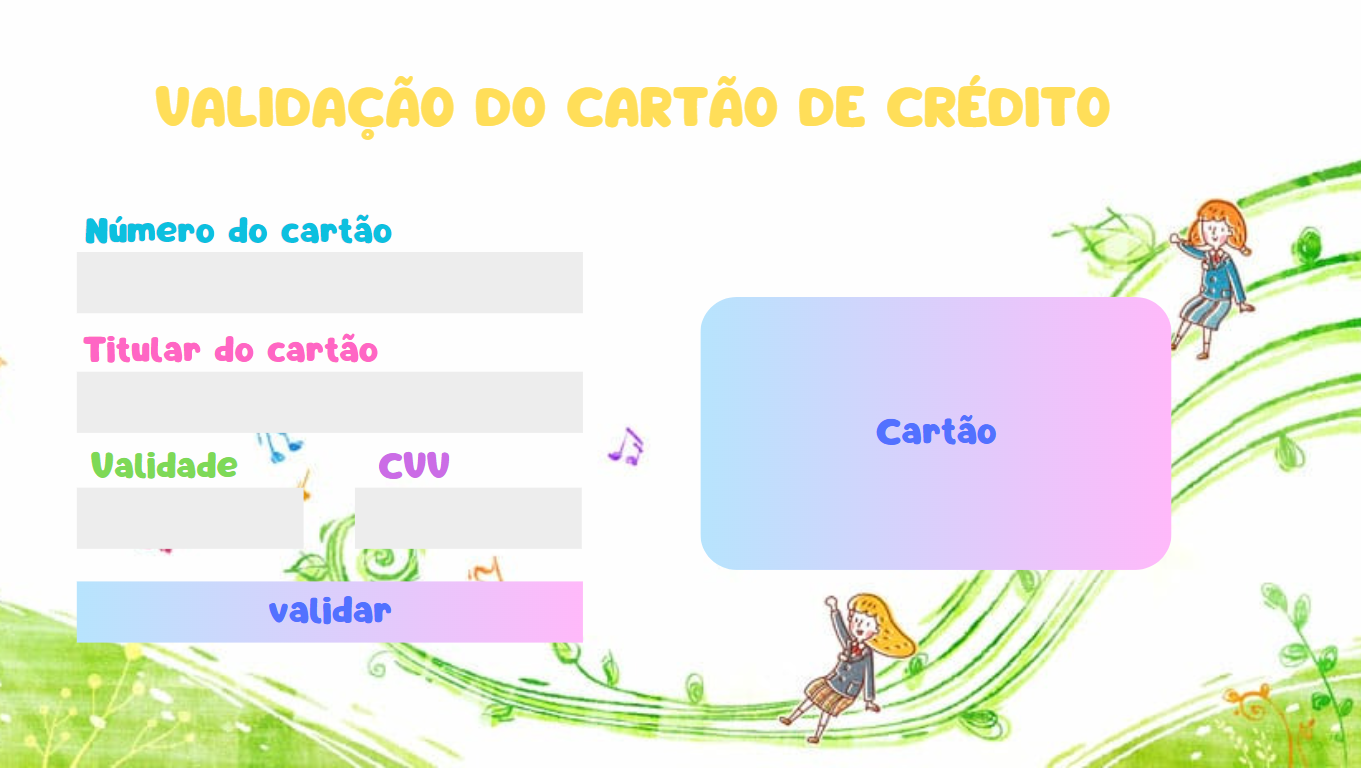 VALIDAÇÃO DO CARTÃO DE CRÉDITO
Número do cartão
Titular do cartão
Validade CVV
validar
Cartão